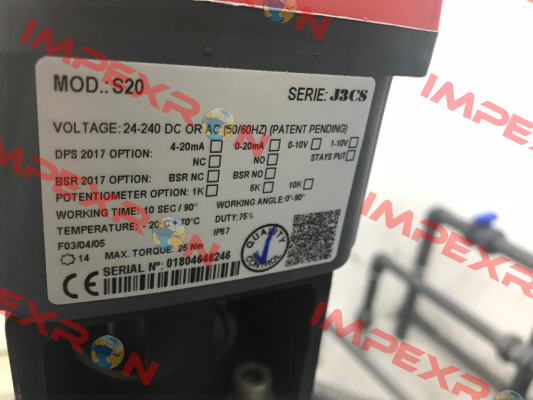 MOD.: S20
SERIE: J3CS
VOLTAGE: 24-240 DC OR AC (50/60HZ) (PATENT PENDING)
DPS 2017 OPTION: 4-20mA 0-20mA 0-10V 1-10V
NC NO STAYS PUT
BSR 2017 OPTION: BSR NC BSR NO
POTENTIOMETER OPTION: 1K 5K 10K
WORKING TIME: 10 SEC / 90° WORKING ANGLE: 0°-90°
TEMPERATURE: - 20°C + 70°C DUTY: 75%
F03/04/05 IP67
14 MAX. TORQUE: 25 Nm
SERIAL Nº: 01804646246
CE
QUALITY CONTROL
IMPEXRON
IMPEXRON
IMPEXRON
IMPEXRON